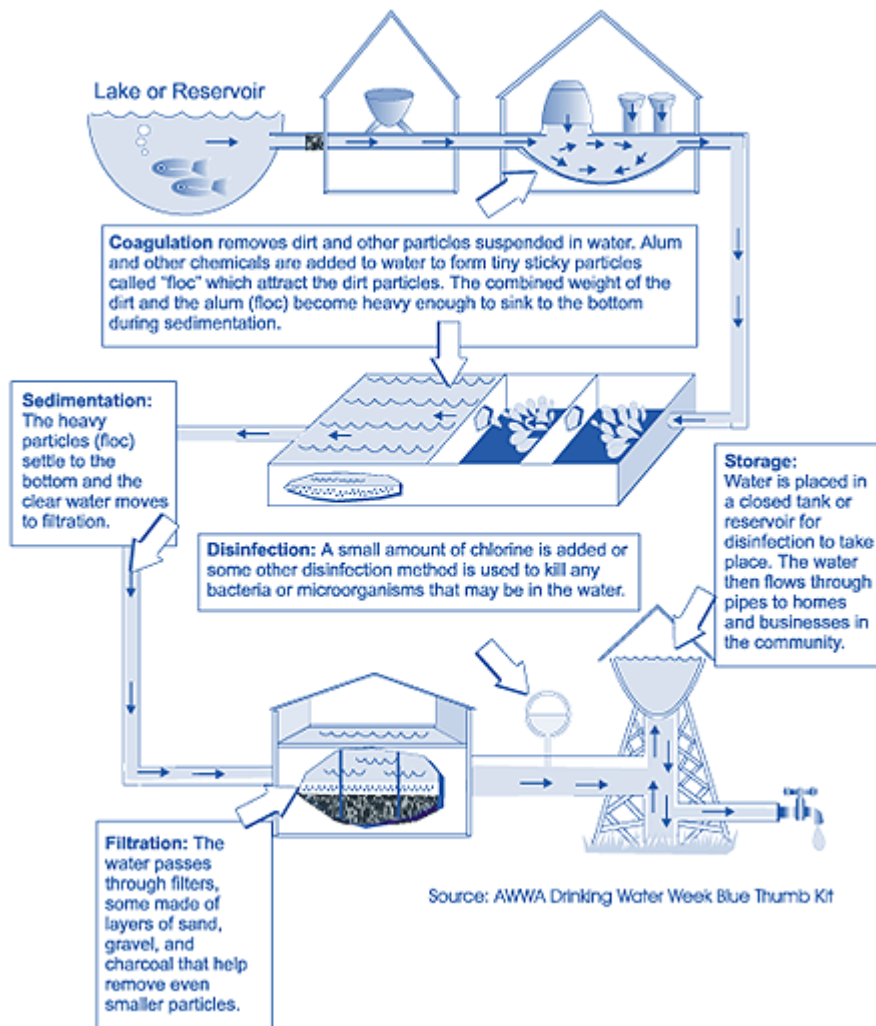 Lake or Reservoir
Coagulation removes dirt and other particles suspended in water. Alum
and other chemicals are added to water to form tiny sticky particles
called "floc" which attract the dirt particles. The combined weight of the
dirt and the alum (floc) become heavy enough to sink to the bottom
during sedimentation.
Sedimentation:
The heavy
particles (floc)
settle to the
bottom and the
clear water moves
to filtration.
Storage:
Water is placed in
a closed tank or
reservoir for
disinfection to take
place. The water
then flows through
pipes to homes
and businesses in
the community.
Disinfection: A small amount of chlorine is added or
some other disinfection method is used to kill any
bacteria or microorganisms that may be in the water.
Filtration: The
water passes
through filters,
some made of
layers of sand,
gravel, and
charcoal that help
remove even
smaller particles.
Source: AWWA Drinking Water Week Blue Thumb Kit